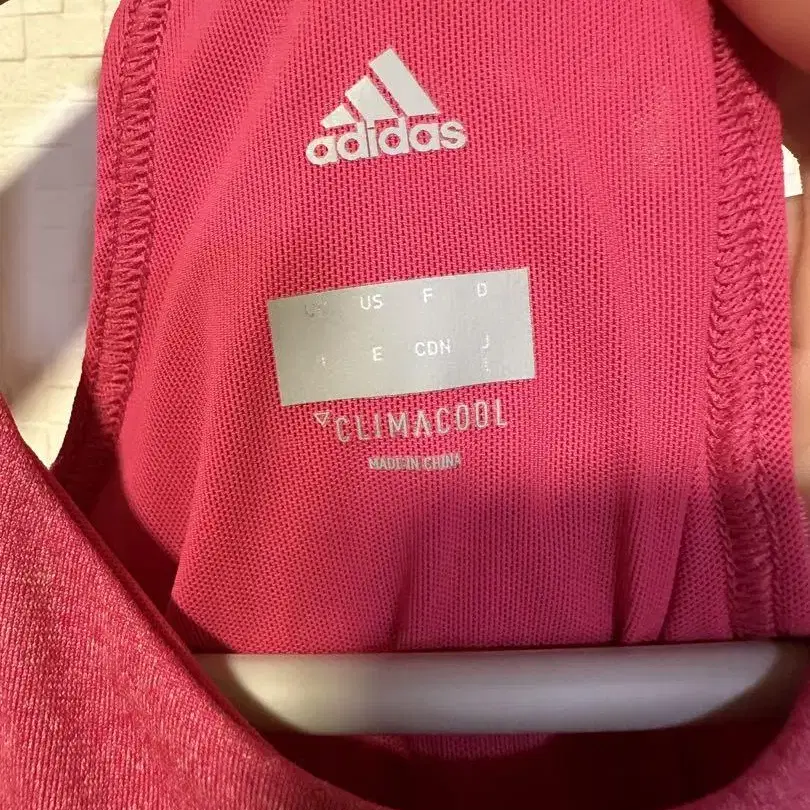 adidas
US F D
E CDN J
CLIMACOOL
MADE IN CHINA